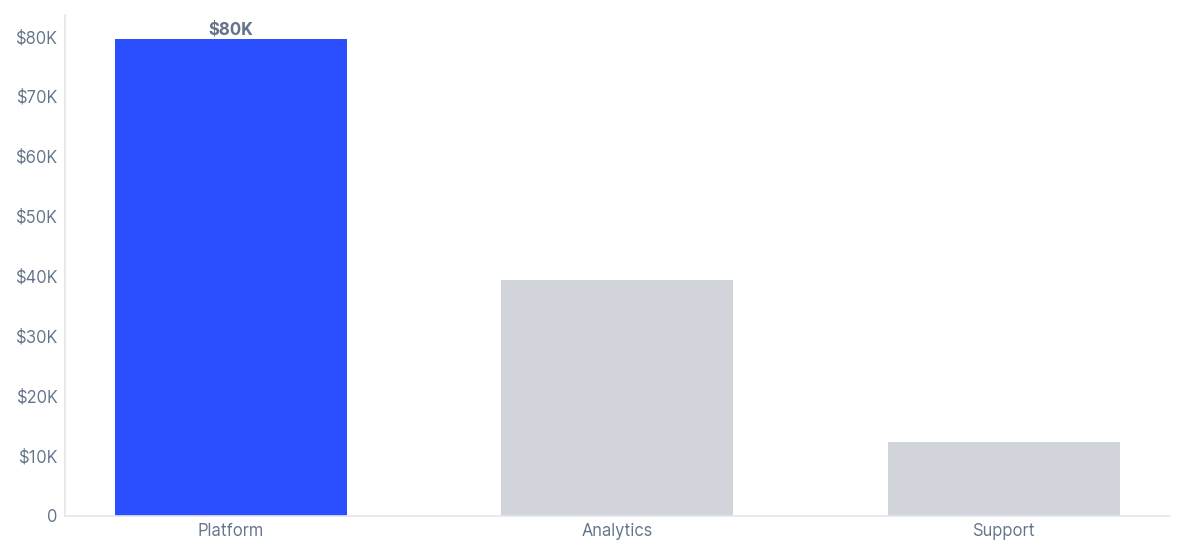 $80K
$80K
$70K
$60K
$50K
$40K
$30K
$20K
$10K
0
Platform
Analytics
Support